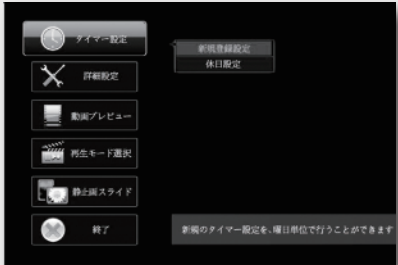 タイマー設定
詳細設定
動画プレビュー
再生モード選択
静止画スライド
終了
新規登録設定
休日設定
新規のタイマー設定を、曜日単位で行うことができます